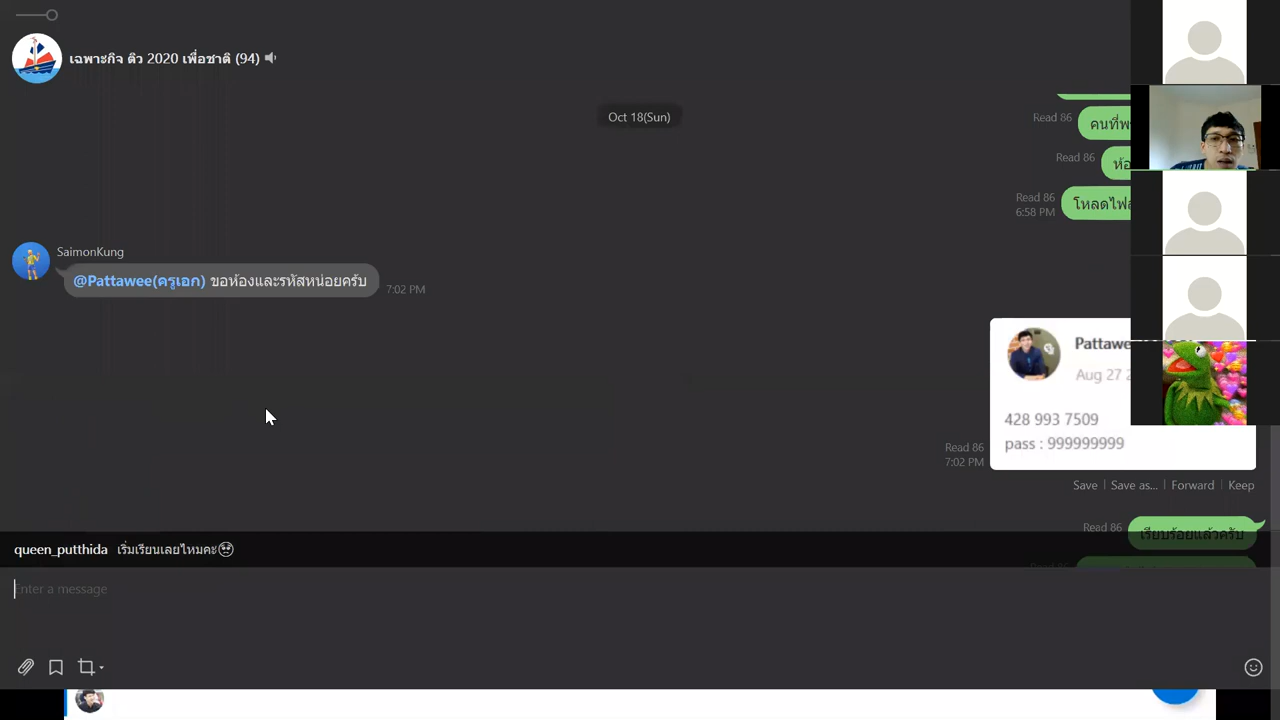 เฉพาะกิจ ติว 2020 เพื่อชาติ (94)
Oct 18(Sun)
Read 86
คนที่พ
Read 86
ห้อ
Read 86
6:58 PM
โหลดไฟล
SaimonKung
@Pattawee(ครูเอก) ขอห้องและรหัสหน่อยครับ
7:02 PM
Pattawe
Aug 27 2
428 993 7509
pass : 999999999
Read 86
7:02 PM
Save | Save as... | Forward | Keep
Read 86
เรียบร้อยแล้วครับ
queen_putthida เริ่มเรียนเลยไหมคะ🥺
Enter a message